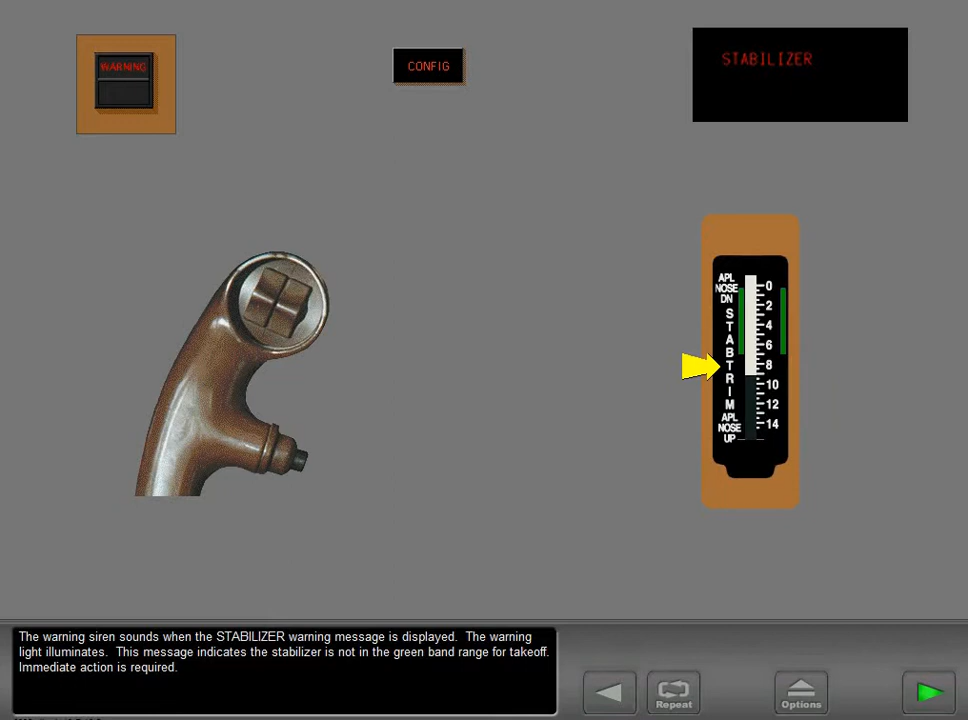 WARNING
CONFIG
STABILIZER
APL
NOSE
DN
STAB TRIM
APL
NOSE
UP
0
2
4
6
8
10
12
14
The warning siren sounds when the STABILIZER warning message is displayed. The warning
light illuminates. This message indicates the stabilizer is not in the green band range for takeoff.
Immediate action is required.
Repeat
Options